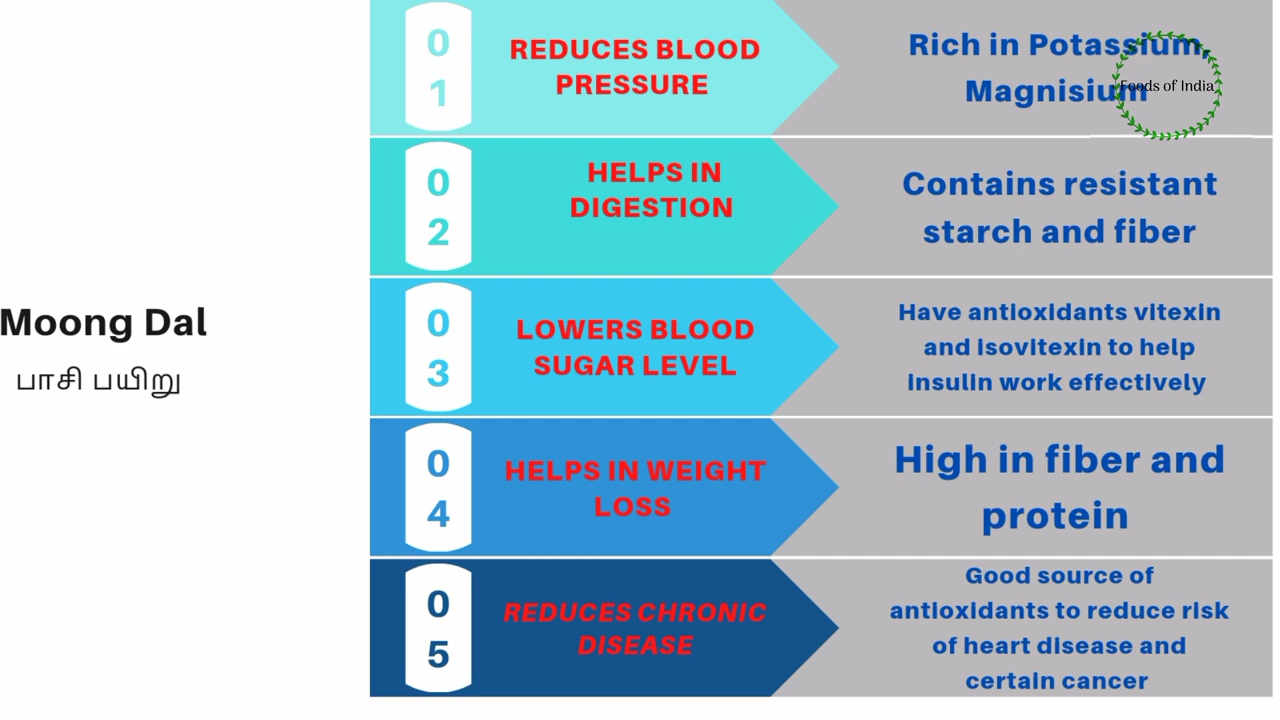 Moong Dal
பாசி பயிறு
0
1
REDUCES BLOOD
PRESSURE
Rich in Potassium,
Magnisium
Foods of India
0
2
HELPS IN
DIGESTION
Contains resistant
starch and fiber
0
3
LOWERS BLOOD
SUGAR LEVEL
Have antioxidants vitexin
and isovitexin to help
insulin work effectively
0
4
HELPS IN WEIGHT
LOSS
High in fiber and
protein
0
5
REDUCES CHRONIC
DISEASE
Good source of
antioxidants to reduce risk
of heart disease and
certain cancer